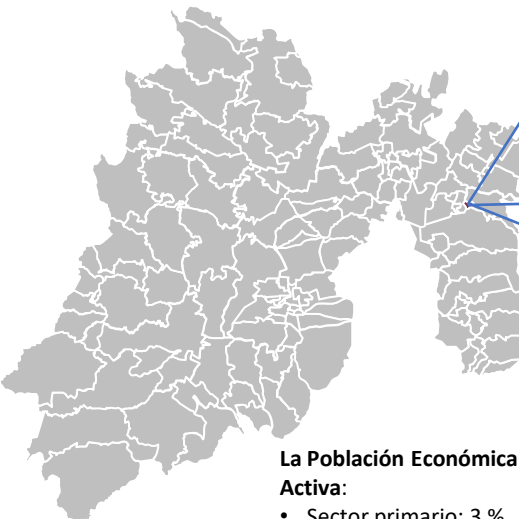 La Población Económica
Activa:
• Sector primario: 3 %